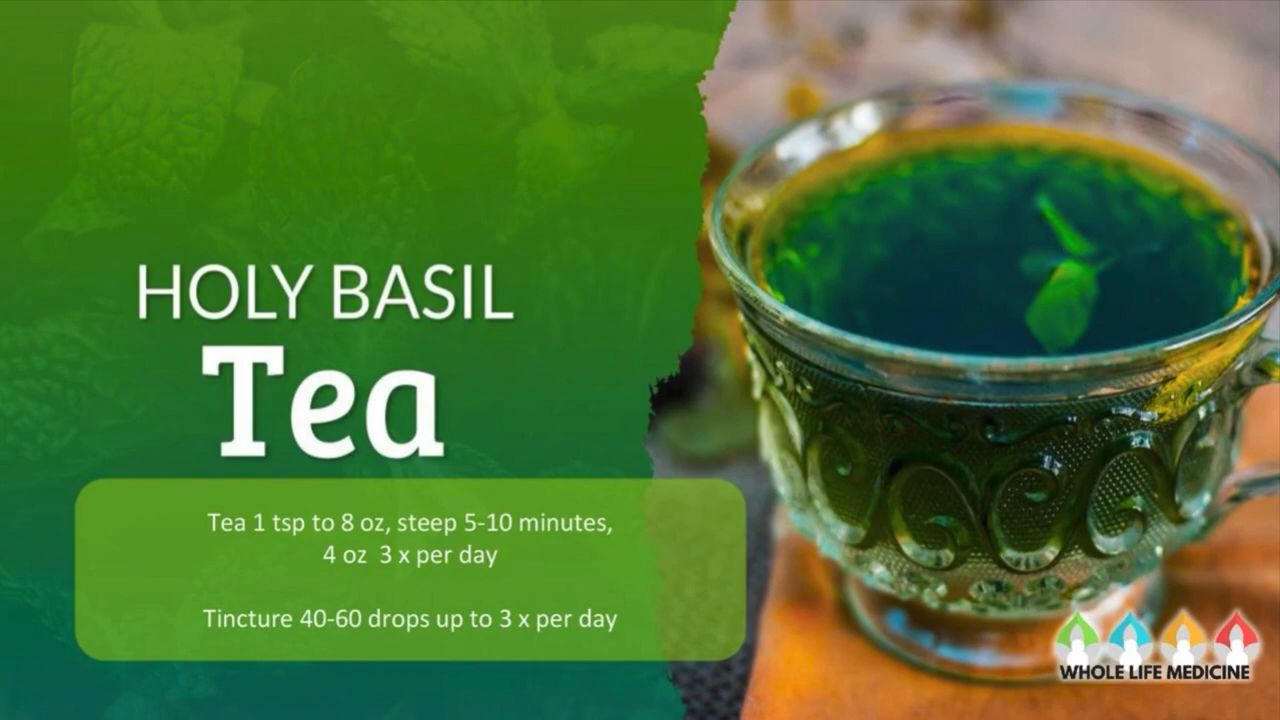 HOLY BASIL
Tea
Tea 1 tsp to 8 oz, steep 5-10 minutes,
4 oz 3 x per day
Tincture 40-60 drops up to 3 x per day
WHOLE LIFE MEDICINE